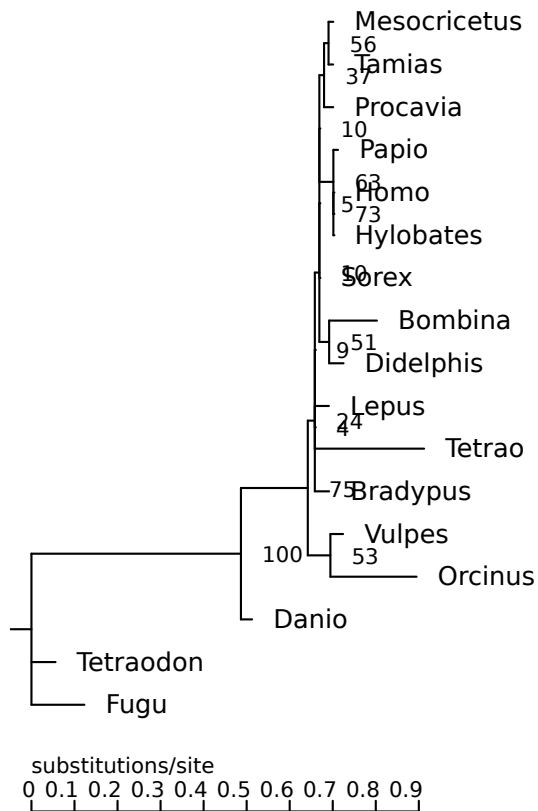 Mesocricetus
56
Tamias
37
Procavia
10
Papio
63
Homo
5
73
Hylobates
10
Sorex
Bombina
51
9
Didelphis
Lepus
24
4
Tetrao
75
Bradypus
Vulpes
100
53
Orcinus
Danio
Tetraodon
Fugu
substitutions/site
0 0.1 0.2 0.3 0.4 0.5 0.6 0.7 0.8 0.9